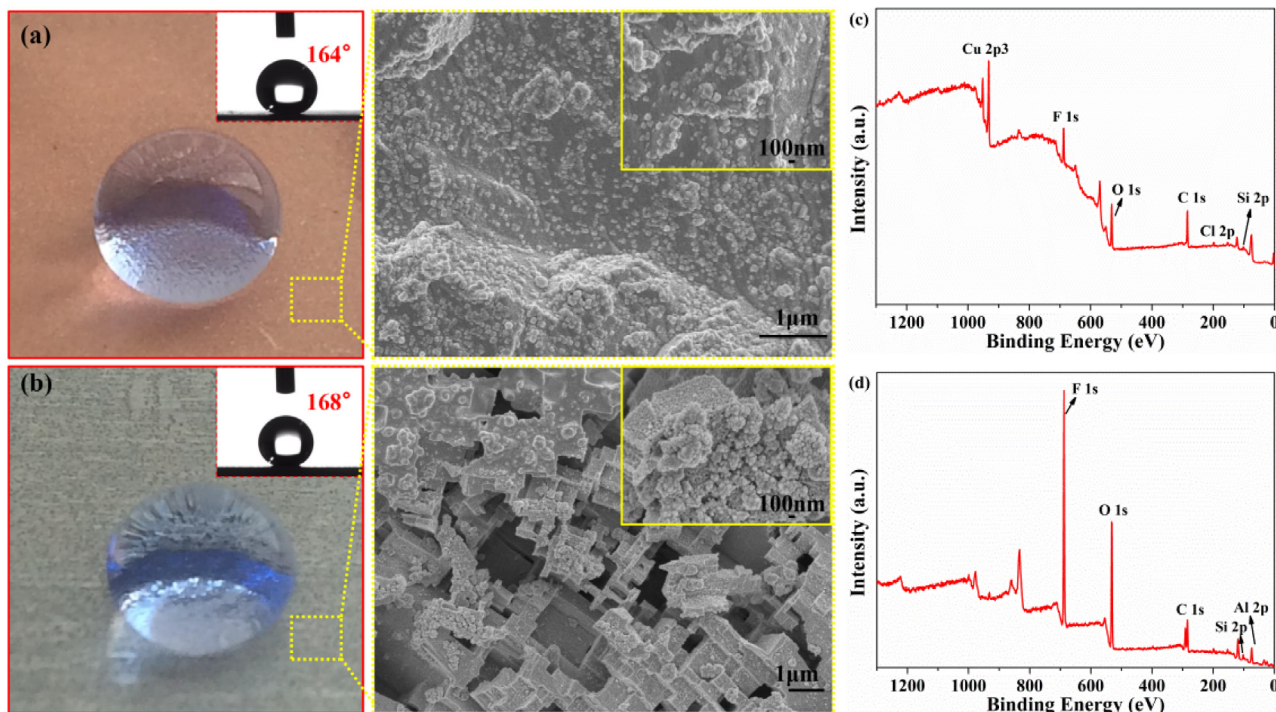 (a)
164°
100nm
1μm
(c)
Cu 2p3
F 1s
O 1s
C 1s
Si 2p
Cl 2p
Intensity (a.u.)
1200 1000 800 600 400 200 0
Binding Energy (eV)
(b)
168°
100nm
1μm
(d)
F 1s
O 1s
C 1s
Al 2p
Si 2p
Intensity (a.u.)
1200 1000 800 600 400 200 0
Binding Energy (eV)